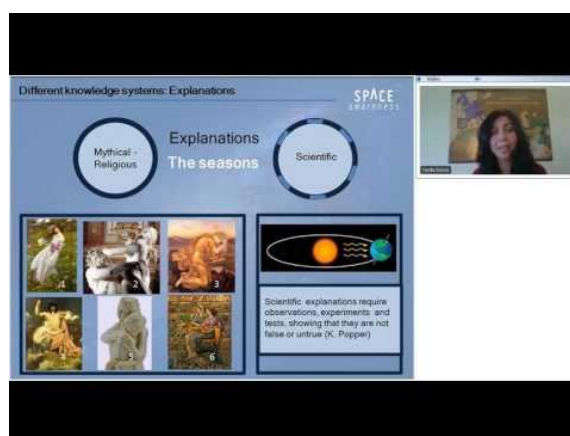 Different knowledge systems: Explanations
SPACE
awareness
Mythical -
Religious
Explanations
The seasons
Scientific
1
2
3
4
5
6
Scientific explanations require
observations, experiments and
tests, showing that they are not
false or untrue (K. Popper)